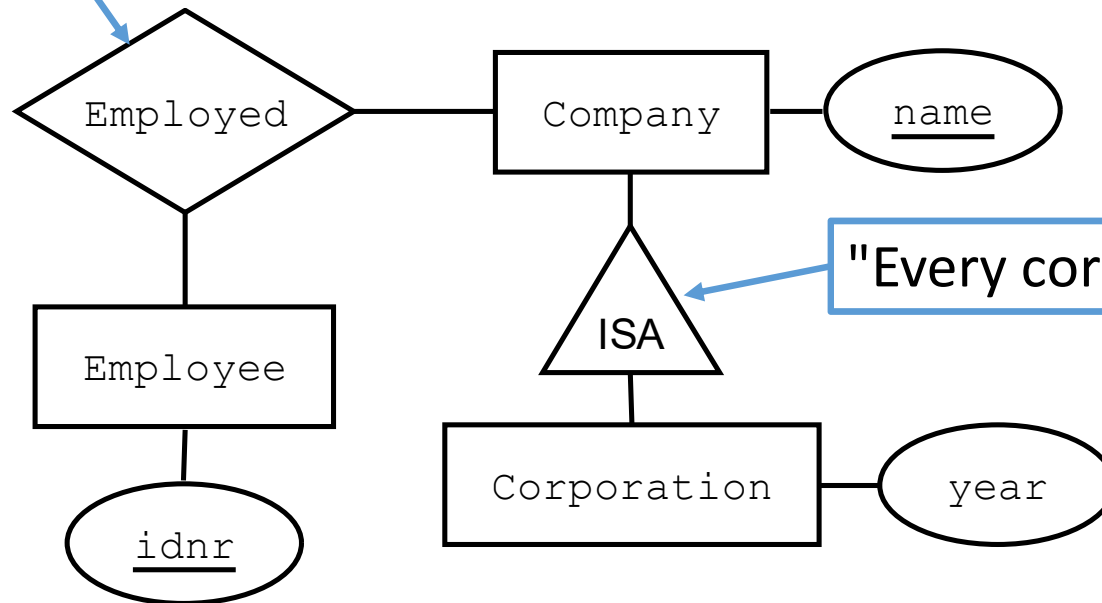 Employed
Company
name
"Every cor
ISA
Employee
Corporation
year
idnr